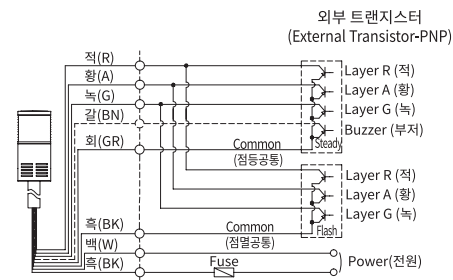 외부 트랜지스터
(External Transistor-PNP)
적(R)
황(A)
녹(G)
갈(BN)
회(GR)
Common
(점등공통)
Layer R (적)
Layer A (황)
Layer G (녹)
Buzzer (부저)
Steady
Layer R (적)
Layer A (황)
Layer G (녹)
Flash
흑(BK)
Common
(점멸공통)
백(W)
흑(BK)
Fuse
Power(전원)